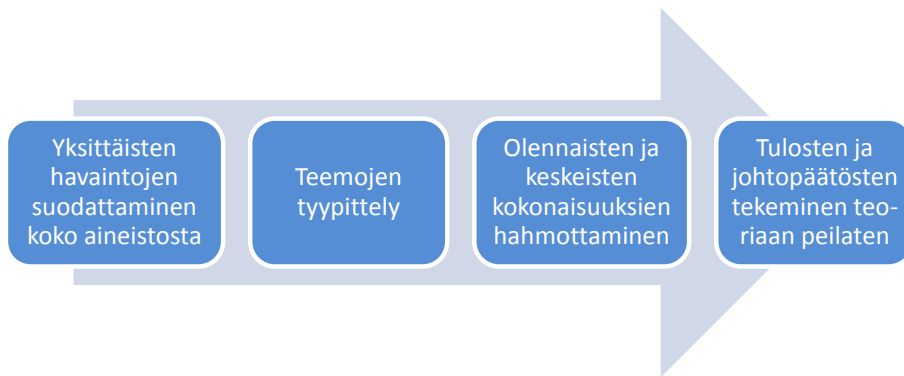 Yksittäisten
havaintojen
suodattaminen
koko aineistosta
Teemojen
tyypittely
Olennaisten ja
keskeisten
kokonaisuuksien
hahmottaminen
Tulosten ja
johtopäätösten
tekeminen teo-
riaan peilaten